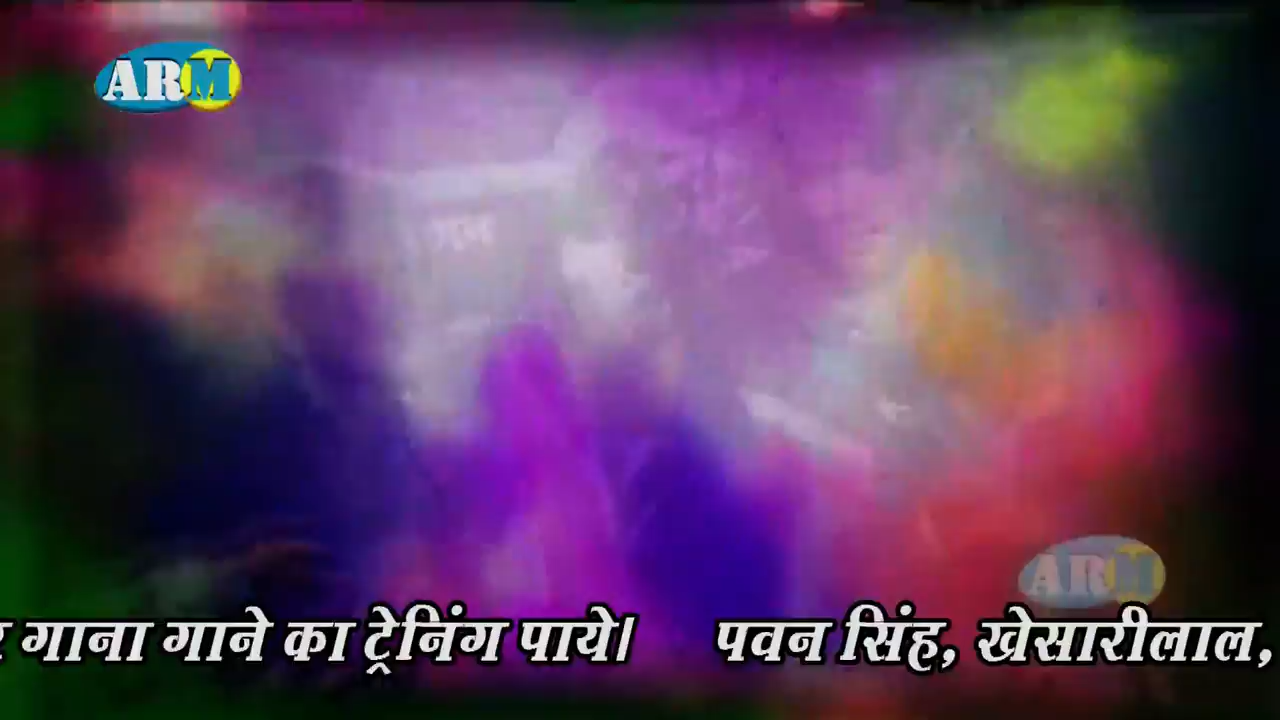 ARM
ARM
र गाना गाने का ट्रेनिंग पाये। पवन सिंह, खेसारीलाल,